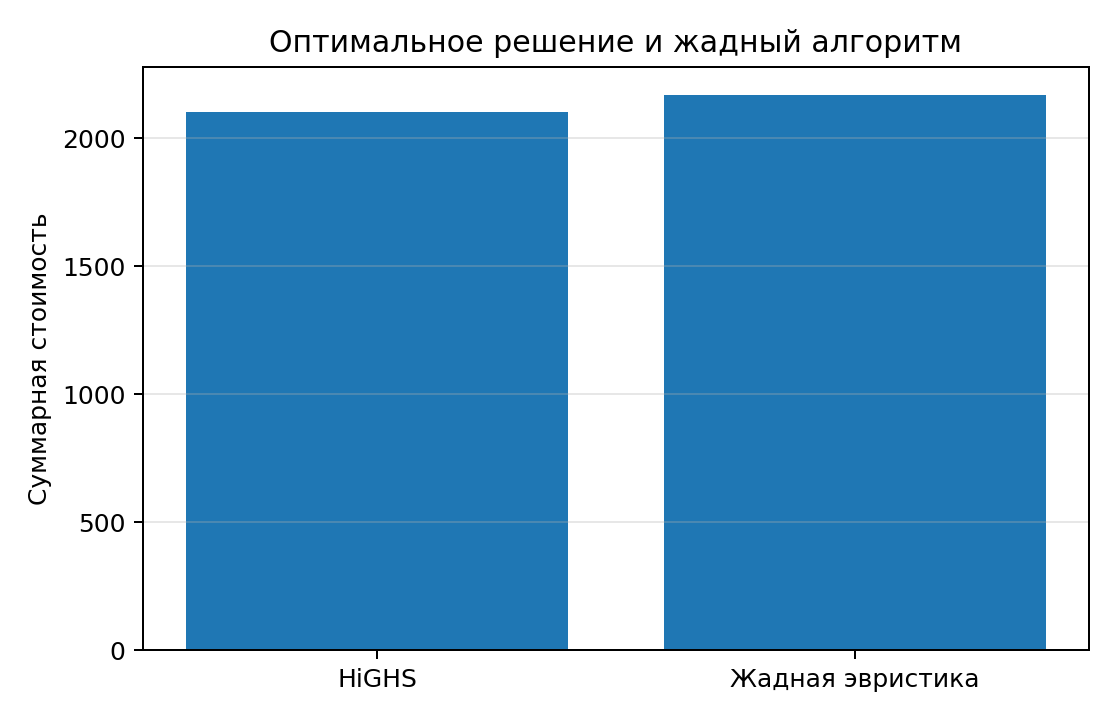 Оптимальное решение и жадный алгоритм
Суммарная стоимость
2000
1500
1000
500
0
HiGHS
Жадная эвристика